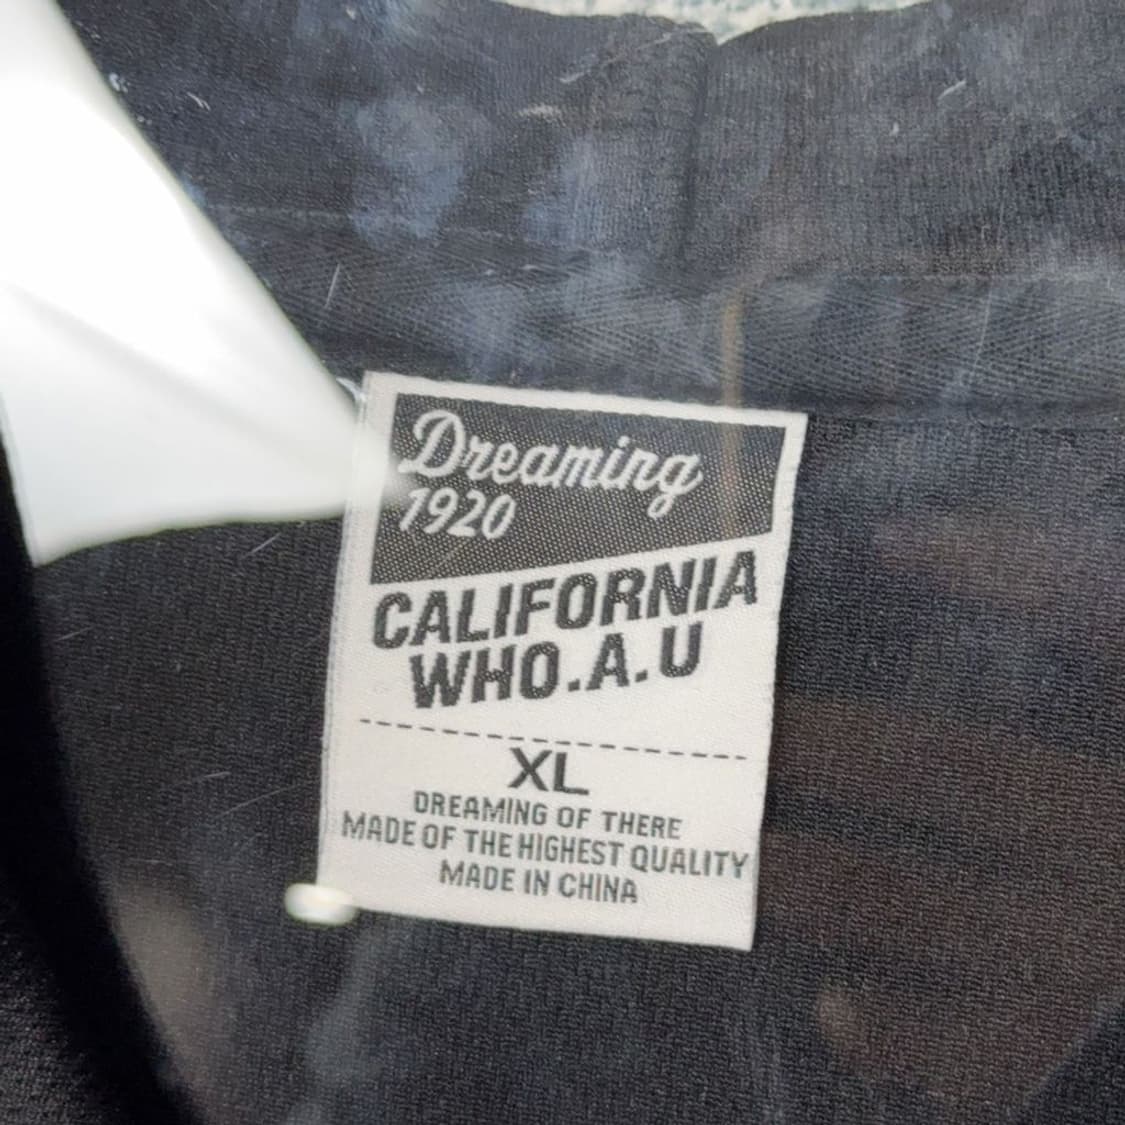 Dreaming
1920
CALIFORNIA
WHO.A.U
XL
DREAMING OF THERE
MADE OF THE HIGHEST QUALITY
MADE IN CHINA